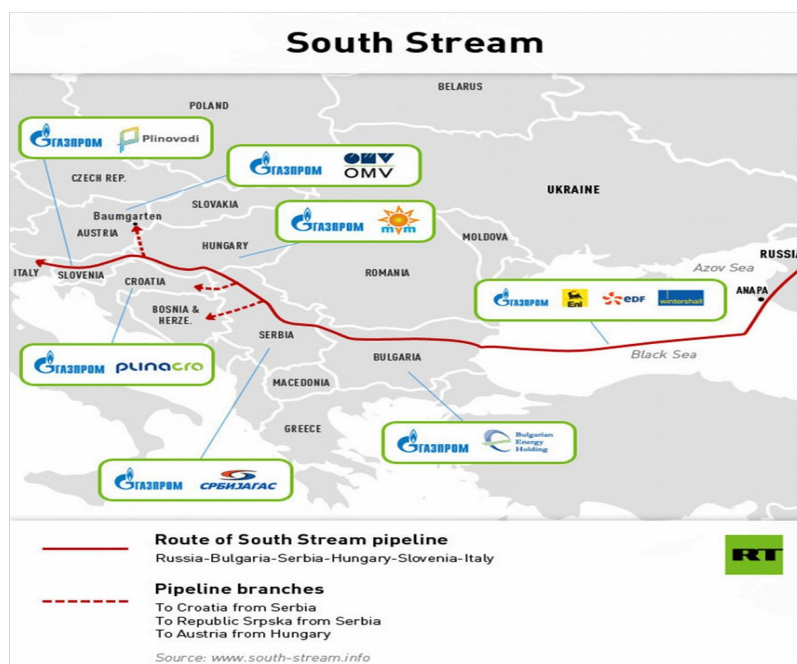 South Stream
BELARUS
POLAND
ГАЗПРОМ Plinovodi
ГАЗПРОМ OMV
OMV
CZECH REP.
UKRAINE
SLOVAKIA
Baumgarten
ГАЗПРОМ mvm
AUSTRIA
MOLDOVA
HUNGARY
RUSSIA
ITALY
SLOVENIA
ROMANIA
Azov Sea
CROATIA
ANAPA
ГАЗПРОМ Eni eDF wintershall
BOSNIA &
HERZE.
SERBIA
Black Sea
BULGARIA
ГАЗПРОМ PLINACRO
MACEDONIA
GREECE
ГАЗПРОМ Bulgarian
Energy
Holding
ГАЗПРОМ СРБИЈАГАС
Route of South Stream pipeline
Russia-Bulgaria-Serbia-Hungary-Slovenia-Italy
RT
Pipeline branches
To Croatia from Serbia
To Republic Srpska from Serbia
To Austria from Hungary
Source: www.south-stream.info